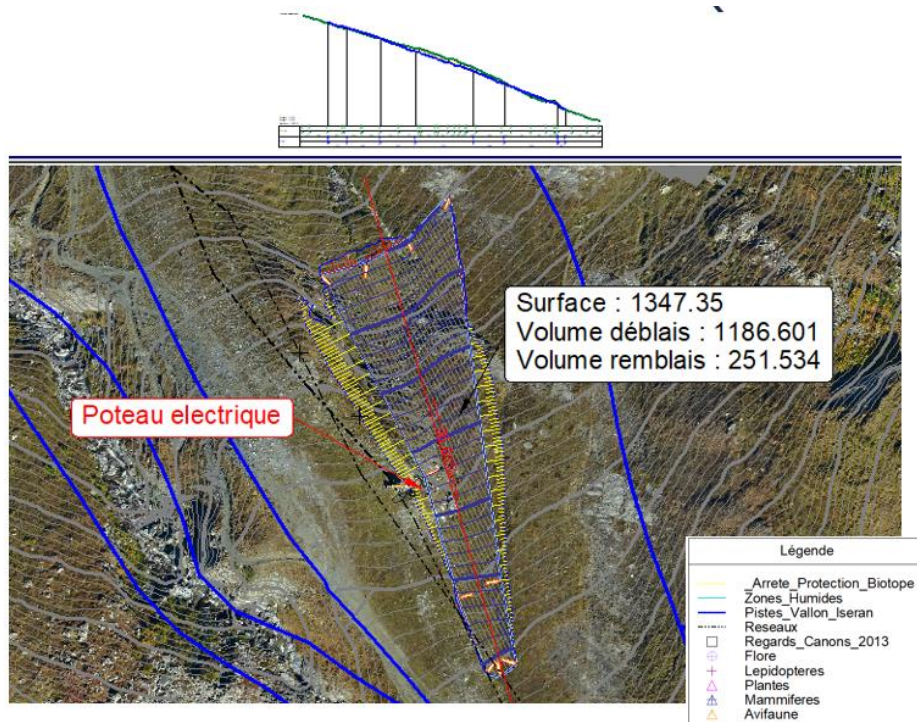 Surface : 1347.35
Volume déblais : 1186.601
Volume remblais : 251.534
Poteau electrique
Légende
_Arrete_Protection_Biotope
Zones_Humides
Pistes_Vallon_Iseran
Reseaux
Regards_Canons_2013
Flore
Lepidopteres
Plantes
Mammiferes
Avifaune